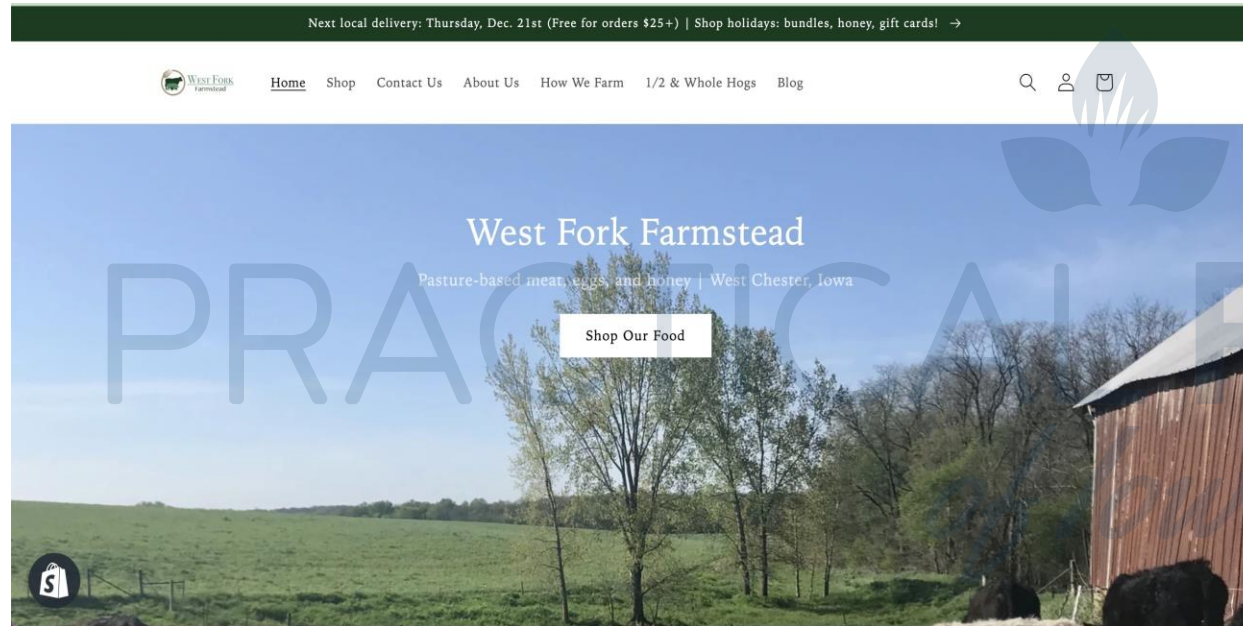 Next local delivery: Thursday, Dec. 21st (Free for orders $25+) | Shop holidays: bundles, honey, gift cards! →
West Fork
Farmstead
Home Shop Contact Us About Us How We Farm 1/2 & Whole Hogs Blog
West Fork Farmstead
Pasture-based meat, eggs, and honey | West Chester, Iowa
Shop Our Food
PRACTICAL F